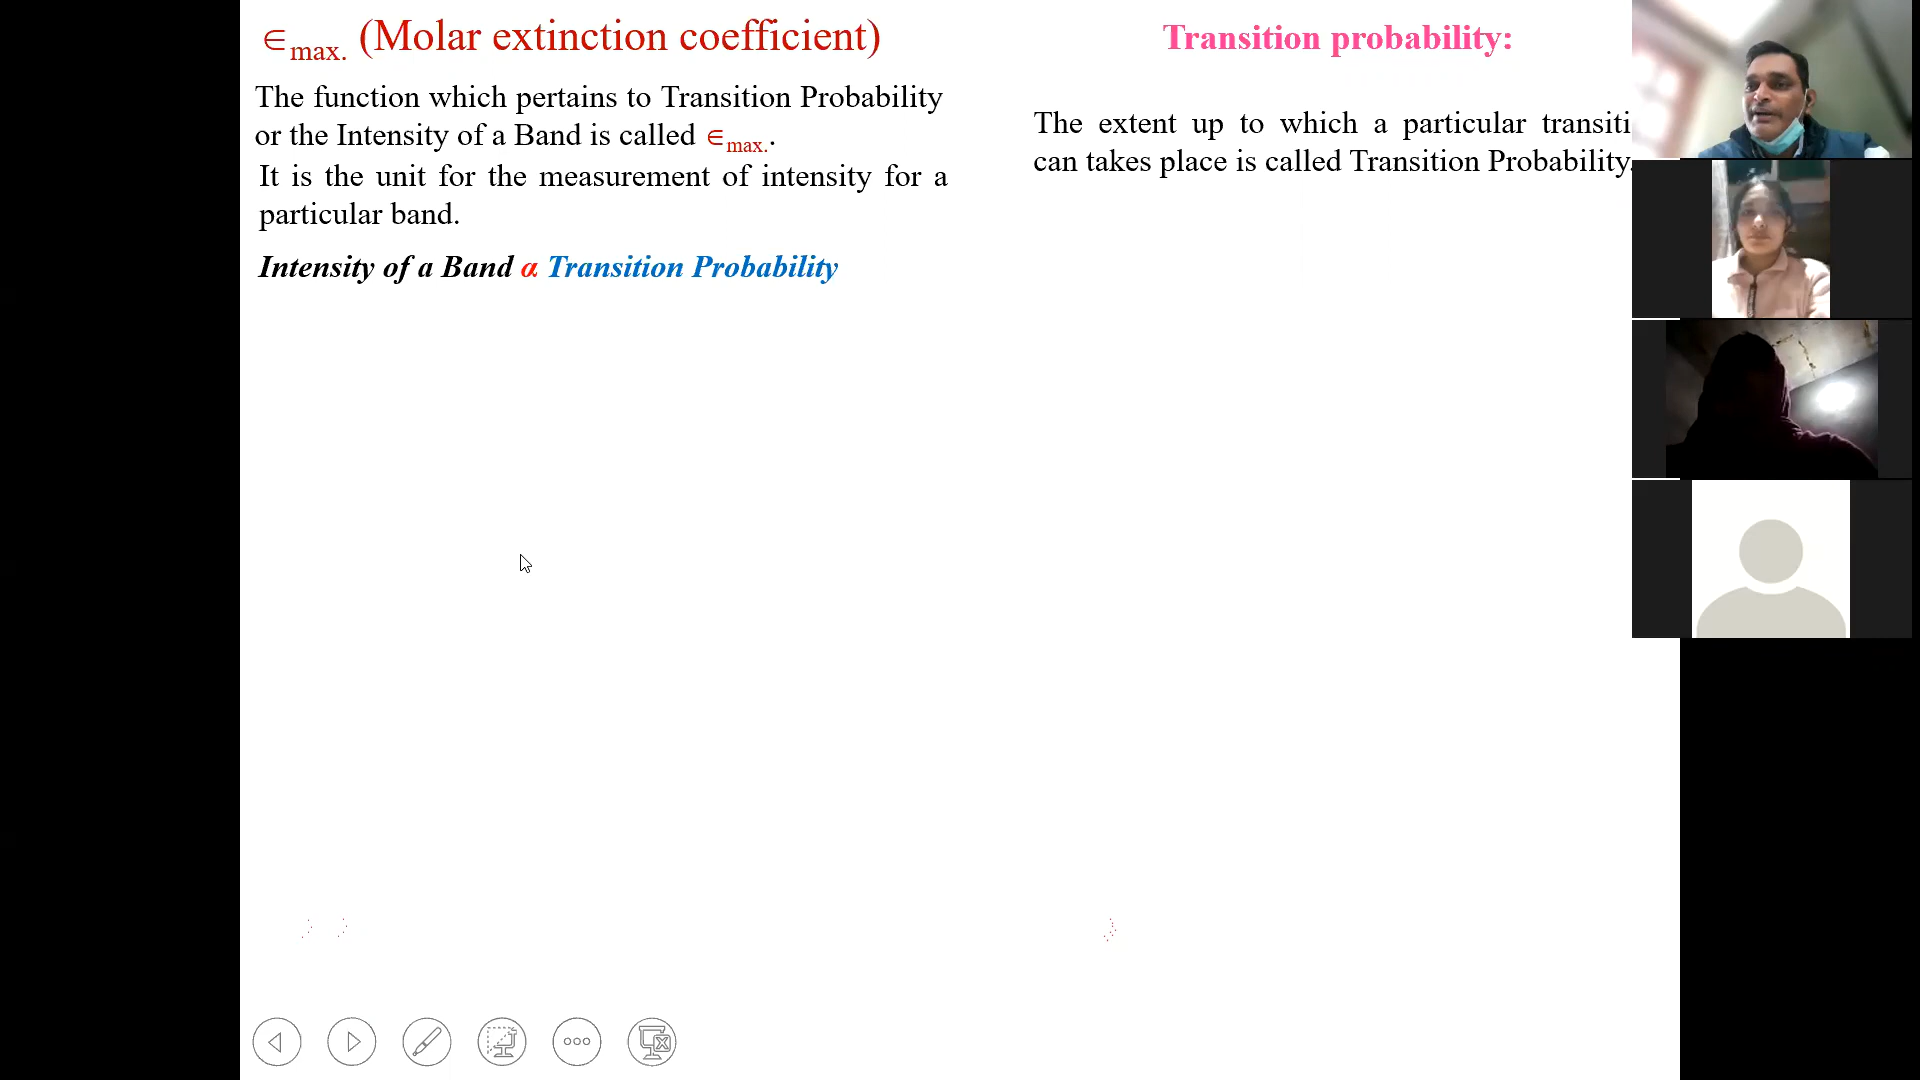 ∈max. (Molar extinction coefficient)
The function which pertains to Transition Probability
or the Intensity of a Band is called ∈max..
It is the unit for the measurement of intensity for a
particular band.
Intensity of a Band α Transition Probability
Transition probability:
The extent up to which a particular transiti
can takes place is called Transition Probability.